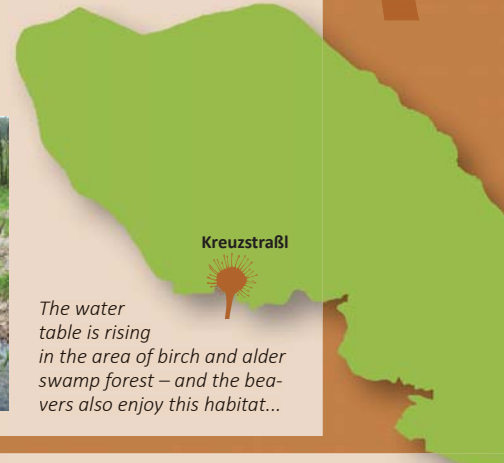 Kreuzstraßl
The water
table is rising
in the area of birch and alder
swamp forest – and the bea-
vers also enjoy this habitat...